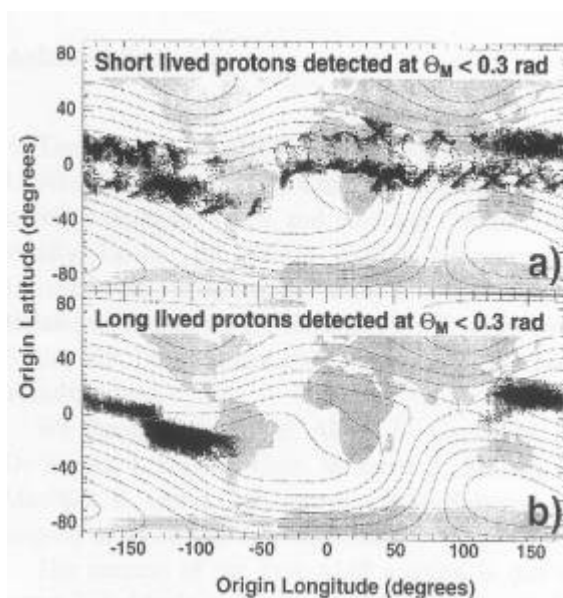 Short lived protons detected at Θ_M < 0.3 rad
80
40
0
-40
-80
a)
Long lived protons detected at Θ_M < 0.3 rad
80
40
0
-40
-80
b)
-150 -100 -50 0 50 100 150
Origin Latitude (degrees)
Origin Longitude (degrees)